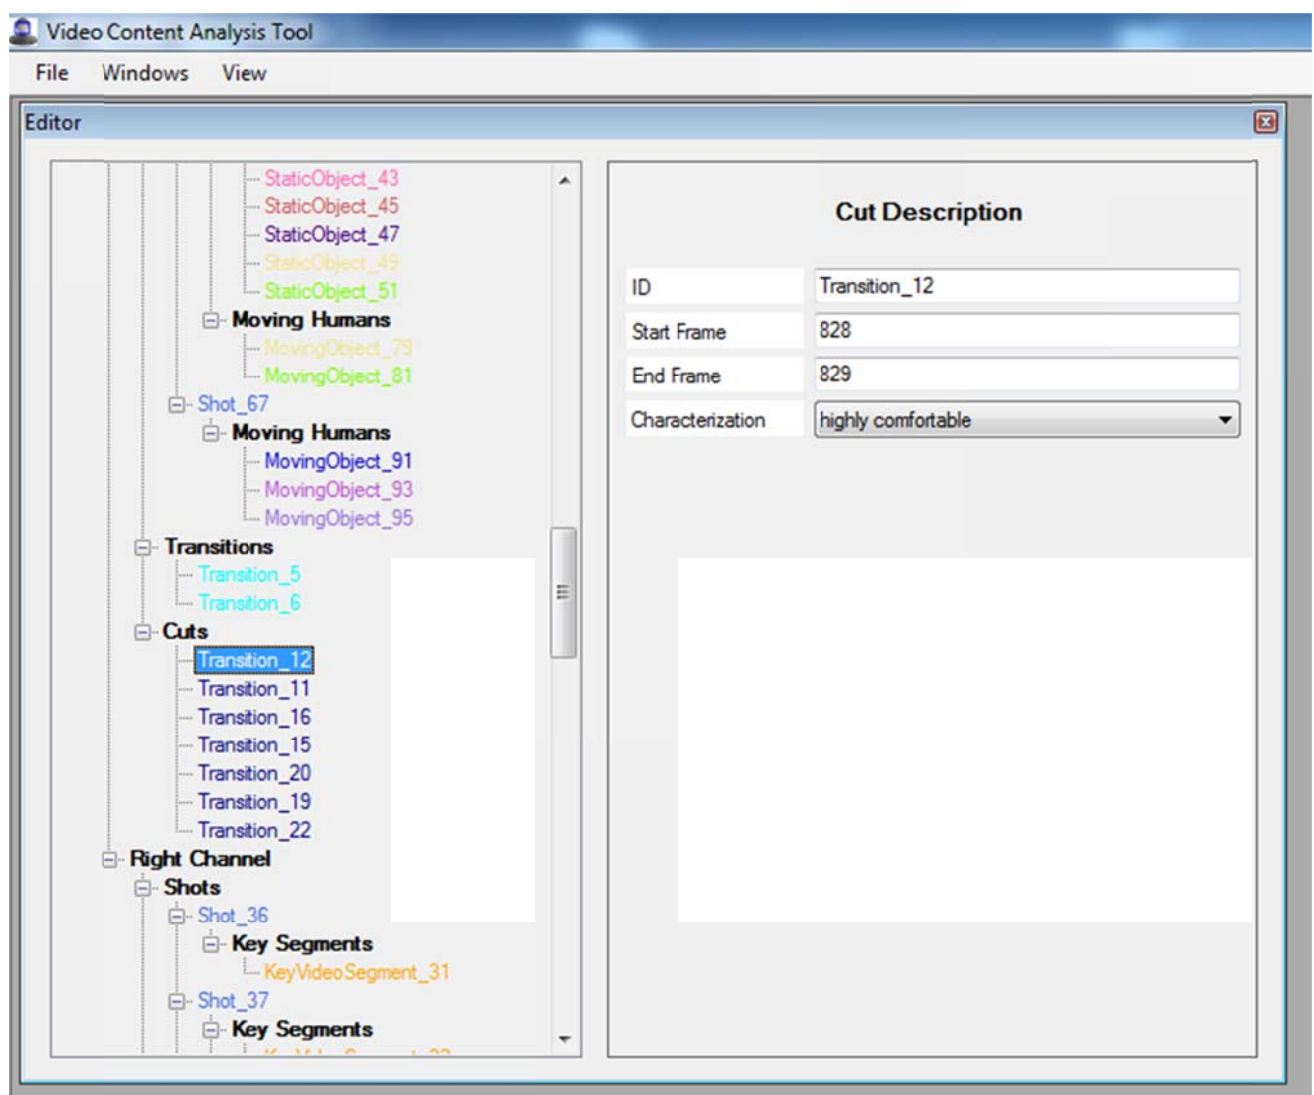 Video Content Analysis Tool
File Windows View
Editor
StaticObject_43
StaticObject_45
StaticObject_47
StaticObject_49
StaticObject_51
Moving Humans
MovingObject_79
MovingObject_81
Shot_67
Moving Humans
MovingObject_91
MovingObject_93
MovingObject_95
Transitions
Transition_5
Transition_6
Cuts
Transition_12
Transition_11
Transition_16
Transition_15
Transition_20
Transition_19
Transition_22
Right Channel
Shots
Shot_36
Key Segments
KeyVideoSegment_31
Shot_37
Key Segments
Cut Description
ID Transition_12
Start Frame 828
End Frame 829
Characterization highly comfortable